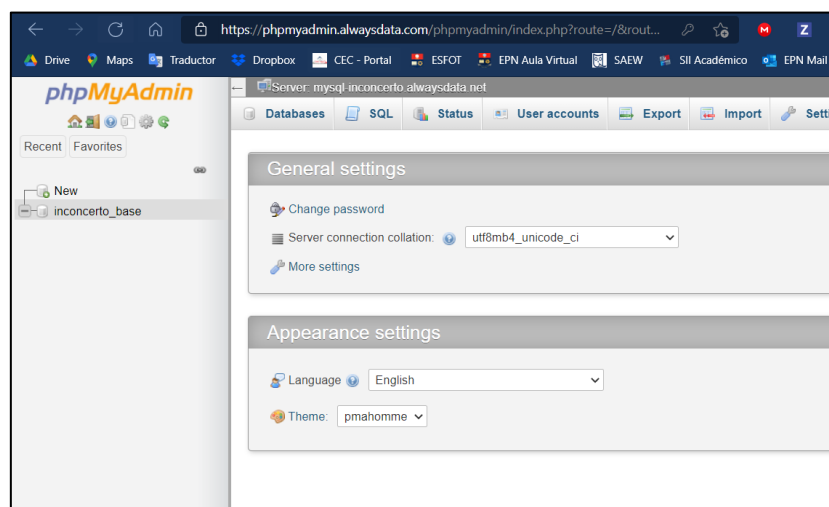 https://phpmyadmin.alwaysdata.com/phpmyadmin/index.php?route=/&rout...
M
Z
Drive Maps Traductor Dropbox CEC - Portal ESFOT EPN Aula Virtual SAEW SII Académico EPN Mail
phpMyAdmin
Server: mysql-inconcerto.alwaysdata.net
Databases SQL Status User accounts Export Import Setti
Recent Favorites
General settings
New
inconcerto_base
Change password
Server connection collation: utf8mb4_unicode_ci
More settings
Appearance settings
Language English
Theme: pmahomme